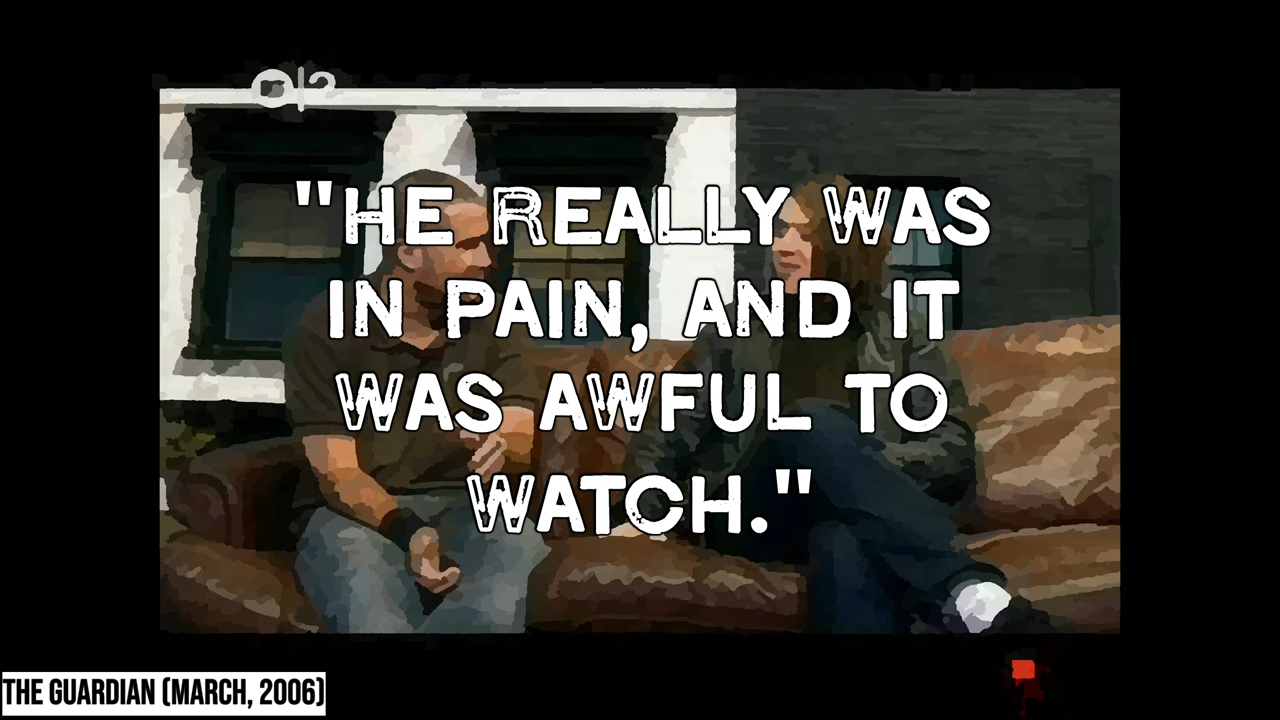 "HE REALLY WAS
IN PAIN, AND IT
WAS AWFUL TO
WATCH."
THE GUARDIAN (MARCH, 2006)